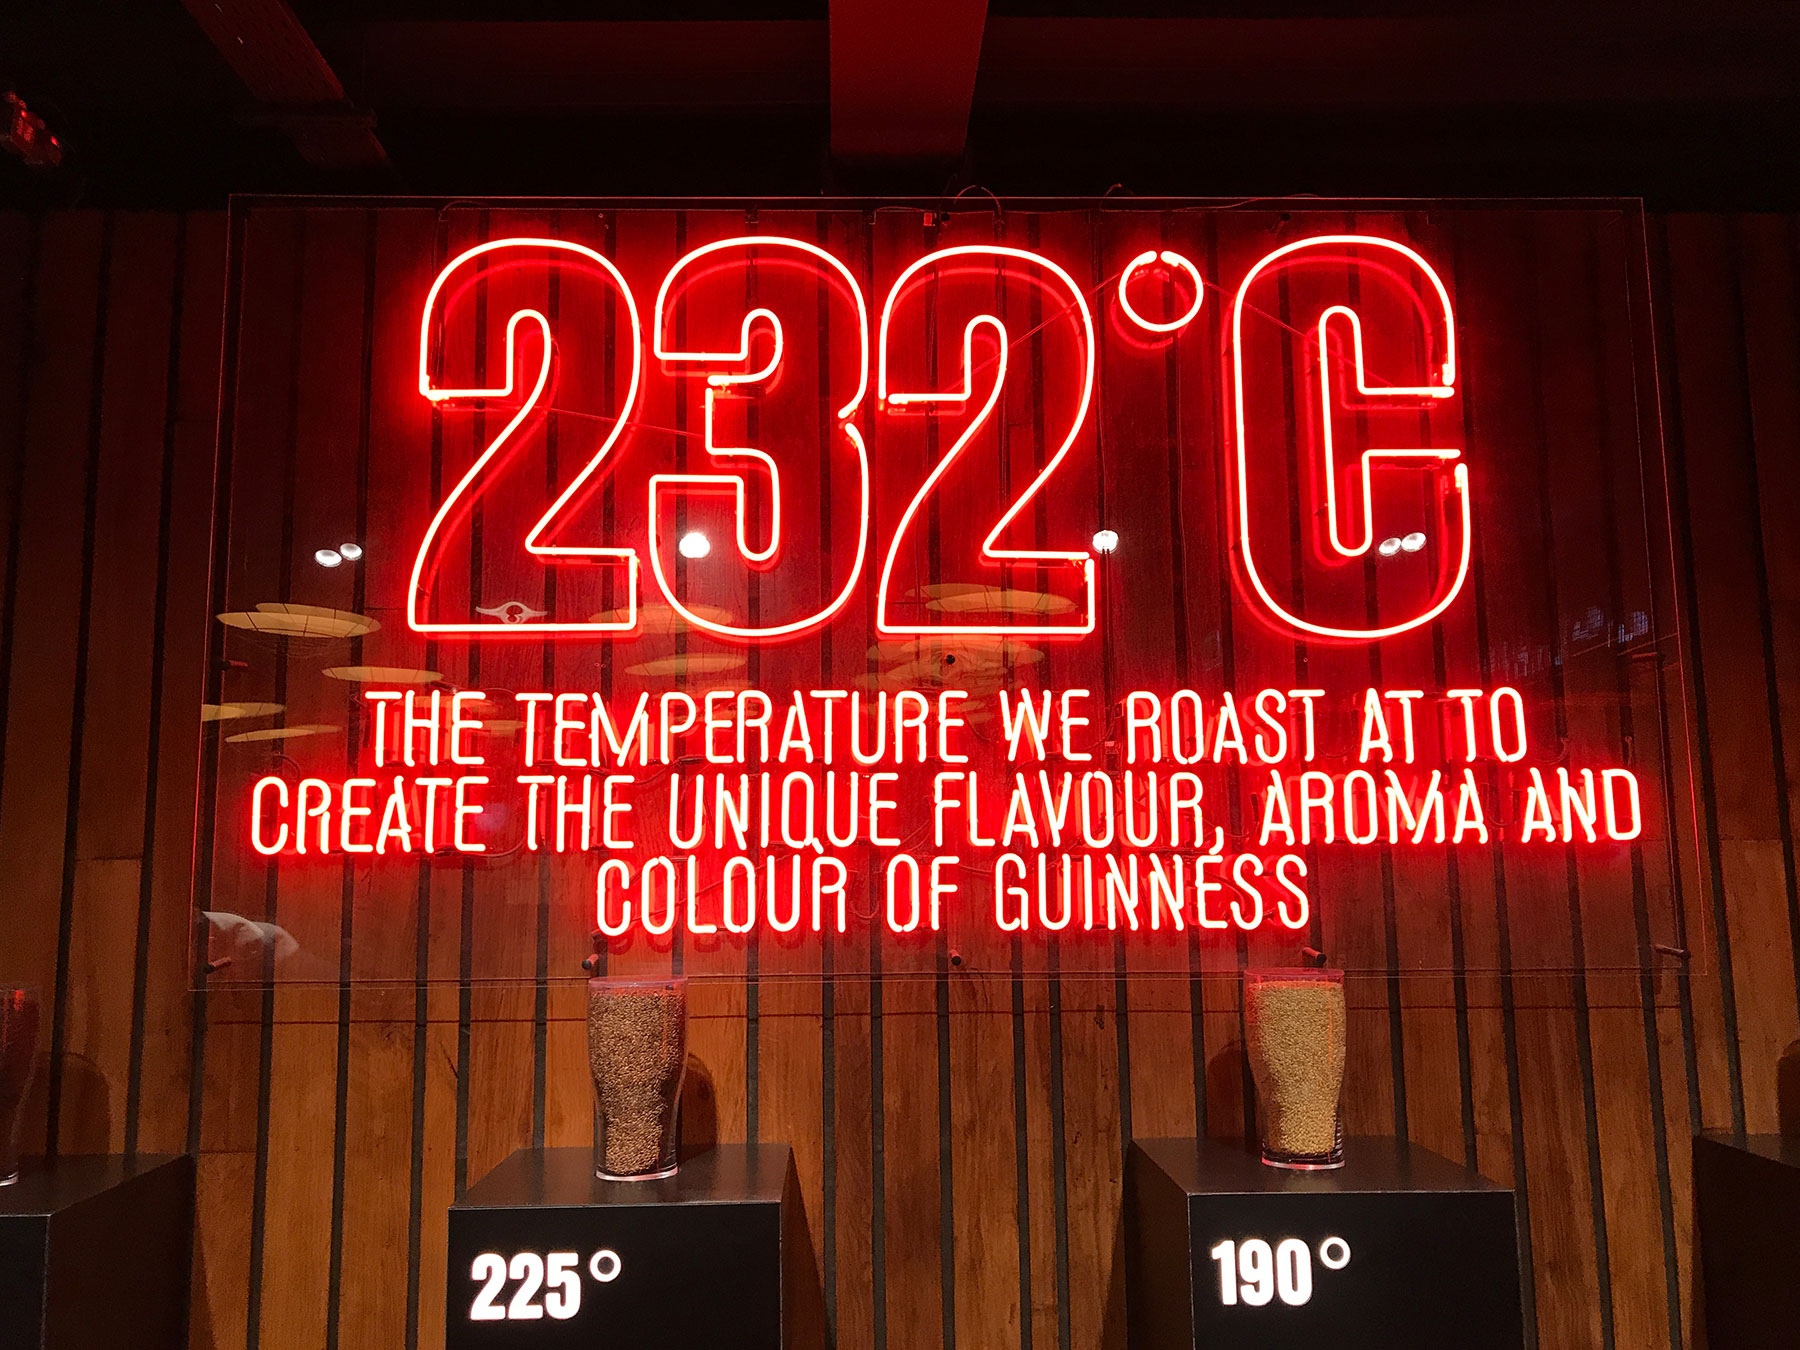 232°C
THE TEMPERATURE WE ROAST AT TO
CREATE THE UNIQUE FLAVOUR, AROMA AND
COLOUR OF GUINNESS
225°
190°